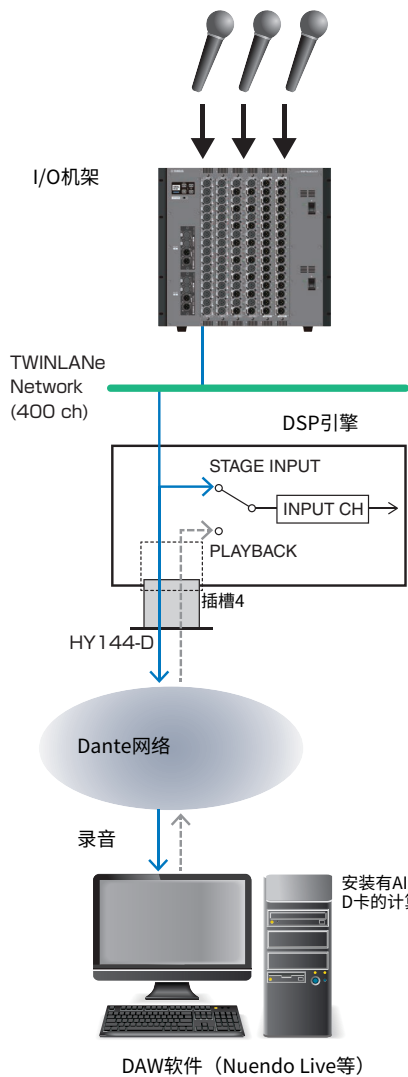 I/O机架
TWINLANe
Network
(400 ch)
DSP引擎
STAGE INPUT
INPUT CH
PLAYBACK
插槽4
HY144-D
Dante网络
录音
安装有AI
D卡的计
DAW软件（Nuendo Live等）